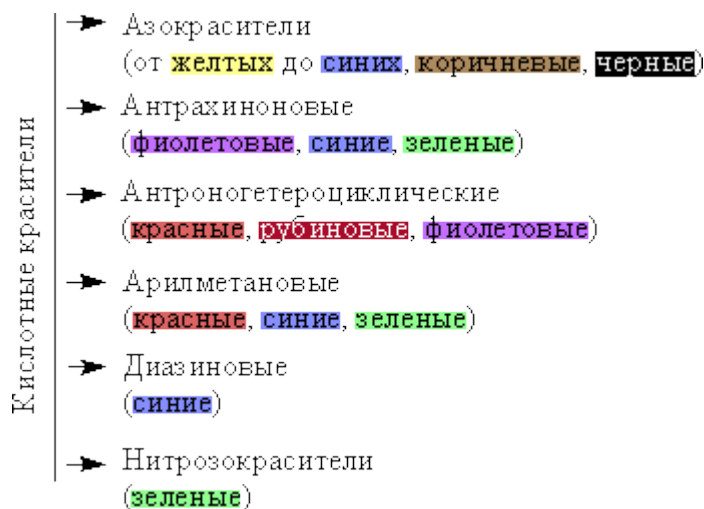 Кислотные красители
Азокрасители
(от желтых до синих, коричневые, черные)
Антрахиноновые
(фиолетовые, синие, зеленые)
Антроногетероциклические
(красные, рубиновые, фиолетовые)
Арилметановые
(красные, синие, зеленые)
Диазиновые
(синие)
Нитрозокрасители
(зеленые)